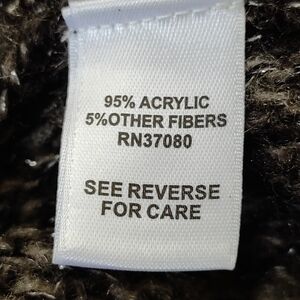 95% ACRYLIC
5%OTHER FIBERS
RN37080
SEE REVERSE
FOR CARE